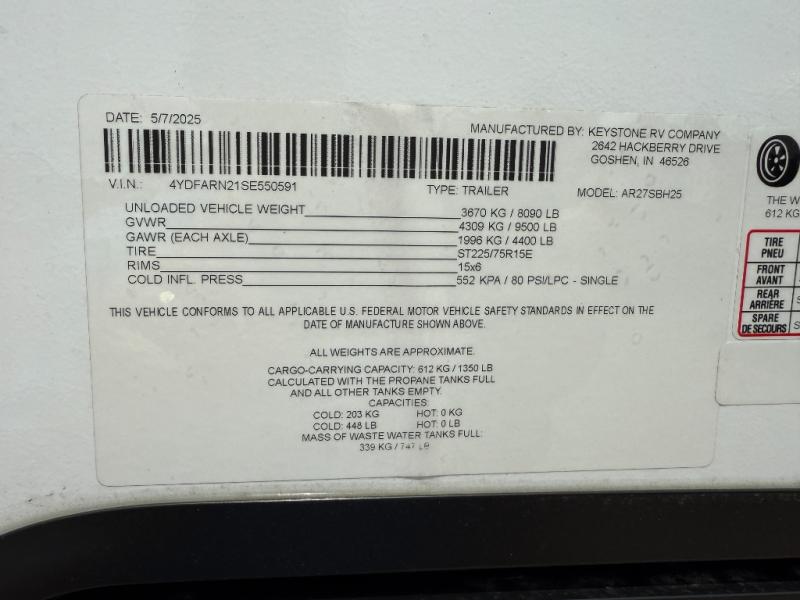 DATE: 5/7/2025
MANUFACTURED BY: KEYSTONE RV COMPANY
2642 HACKBERRY DRIVE
GOSHEN, IN 46526
V.I.N.: 4YDFARN21SE550591 TYPE: TRAILER MODEL: AR27SBH25
UNLOADED VEHICLE WEIGHT 3670 KG / 8090 LB
GVWR 4309 KG / 9500 LB
GAWR (EACH AXLE) 1996 KG / 4400 LB
TIRE ST225/75R15E
RIMS 15x6
COLD INFL. PRESS 552 KPA / 80 PSI/LPC - SINGLE
THIS VEHICLE CONFORMS TO ALL APPLICABLE U.S. FEDERAL MOTOR VEHICLE SAFETY STANDARDS IN EFFECT ON THE
DATE OF MANUFACTURE SHOWN ABOVE.
ALL WEIGHTS ARE APPROXIMATE.
CARGO-CARRYING CAPACITY: 612 KG / 1350 LB
CALCULATED WITH THE PROPANE TANKS FULL
AND ALL OTHER TANKS EMPTY.
CAPACITIES:
COLD: 203 KG HOT: 0 KG
COLD: 448 LB HOT: 0 LB
MASS OF WASTE WATER TANKS FULL:
339 KG / 747 LB
THE W
612 KG
TIRE
PNEU
FRONT
AVANT
REAR
ARRIÈRE
SPARE
DE SECOURS